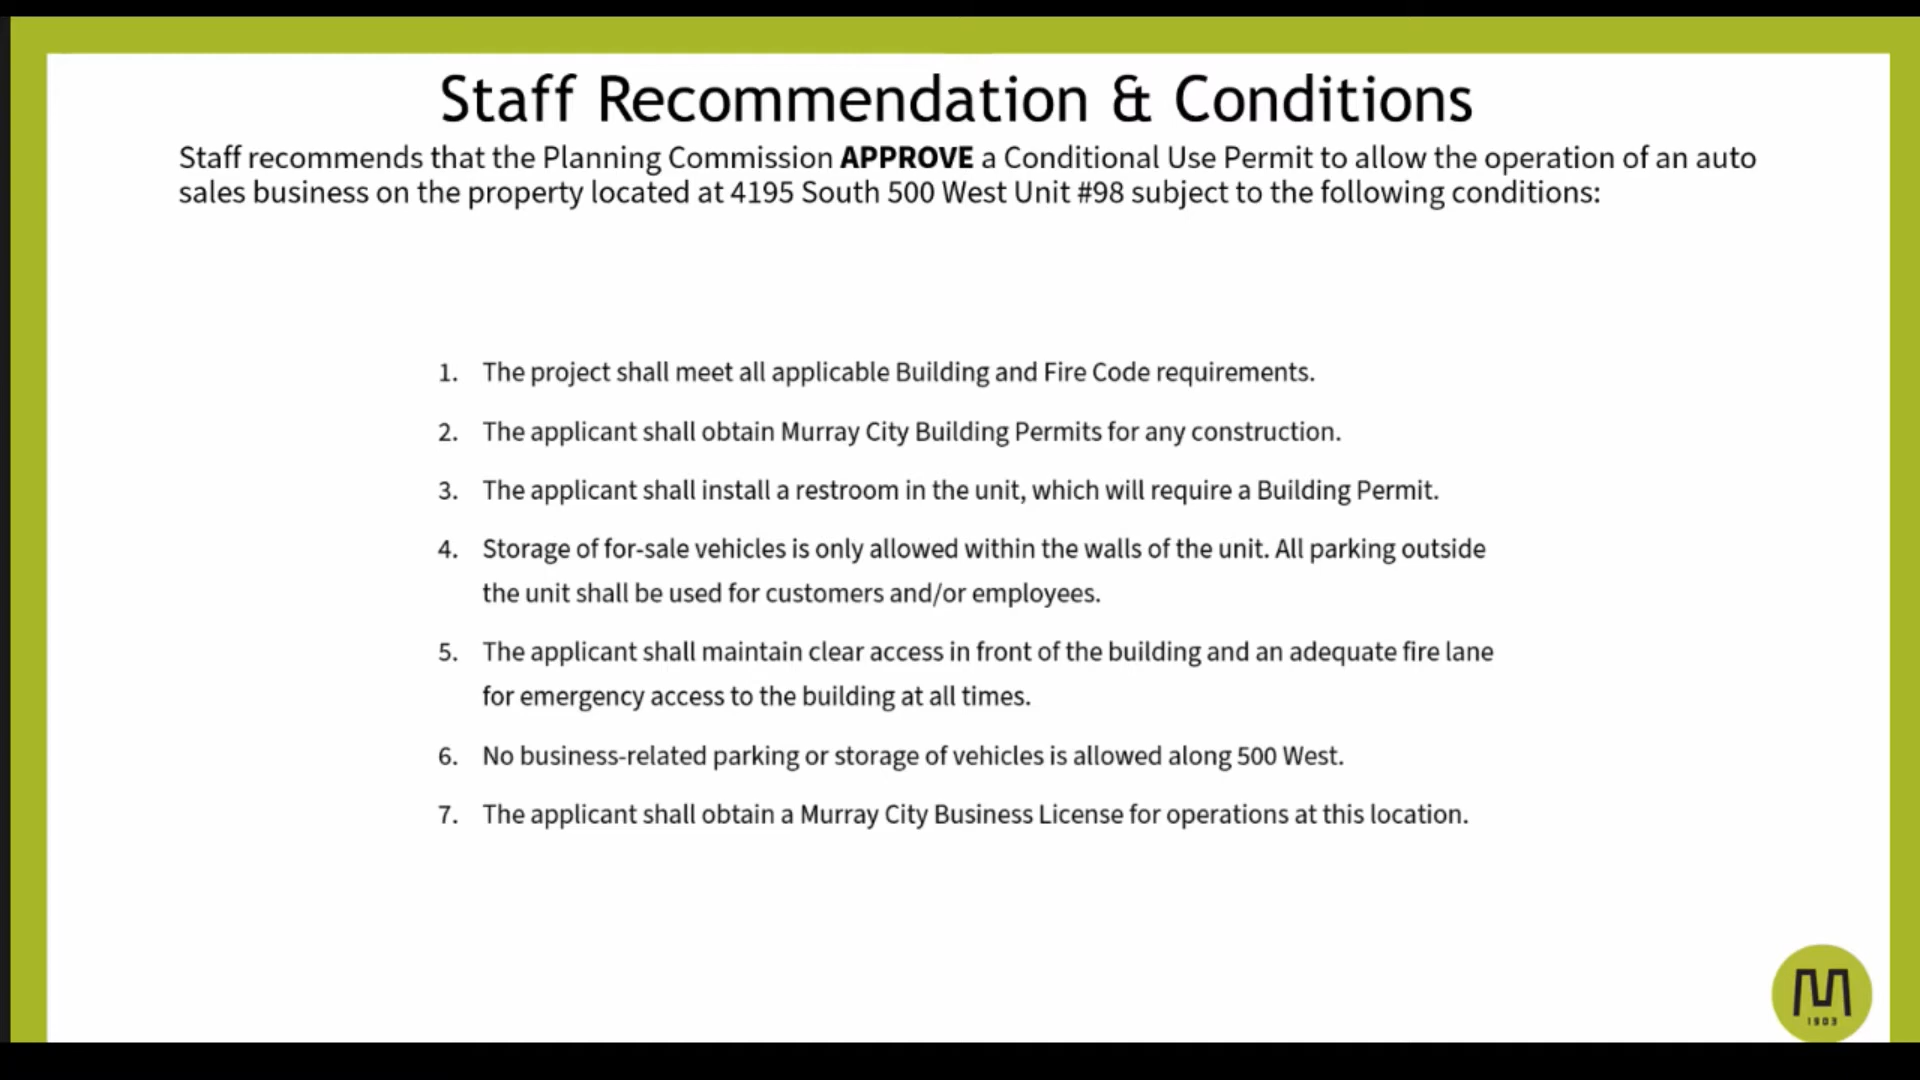 Staff Recommendation & Conditions
Staff recommends that the Planning Commission APPROVE a Conditional Use Permit to allow the operation of an auto
sales business on the property located at 4195 South 500 West Unit #98 subject to the following conditions:
1. The project shall meet all applicable Building and Fire Code requirements.
2. The applicant shall obtain Murray City Building Permits for any construction.
3. The applicant shall install a restroom in the unit, which will require a Building Permit.
4. Storage of for-sale vehicles is only allowed within the walls of the unit. All parking outside
the unit shall be used for customers and/or employees.
5. The applicant shall maintain clear access in front of the building and an adequate fire lane
for emergency access to the building at all times.
6. No business-related parking or storage of vehicles is allowed along 500 West.
7. The applicant shall obtain a Murray City Business License for operations at this location.
M
1903